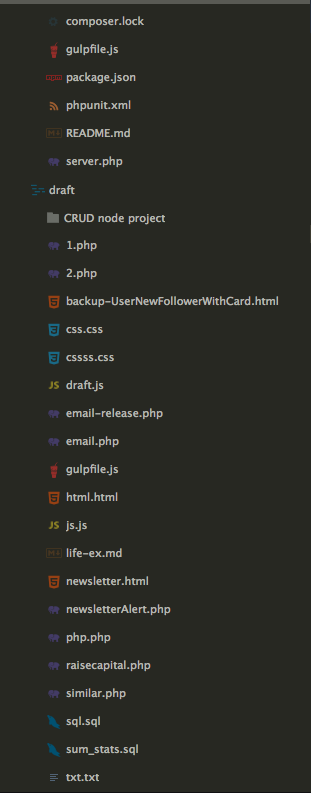 composer.lock
gulpfile.js
package.json
phpunit.xml
README.md
server.php
draft
CRUD node project
1.php
2.php
backup-UserNewFollowerWithCard.html
css.css
cssss.css
JS draft.js
email-release.php
email.php
gulpfile.js
html.html
JS js.js
life-ex.md
newsletter.html
newsletterAlert.php
php.php
raisecapital.php
similar.php
sql.sql
sum_stats.sql
txt.txt